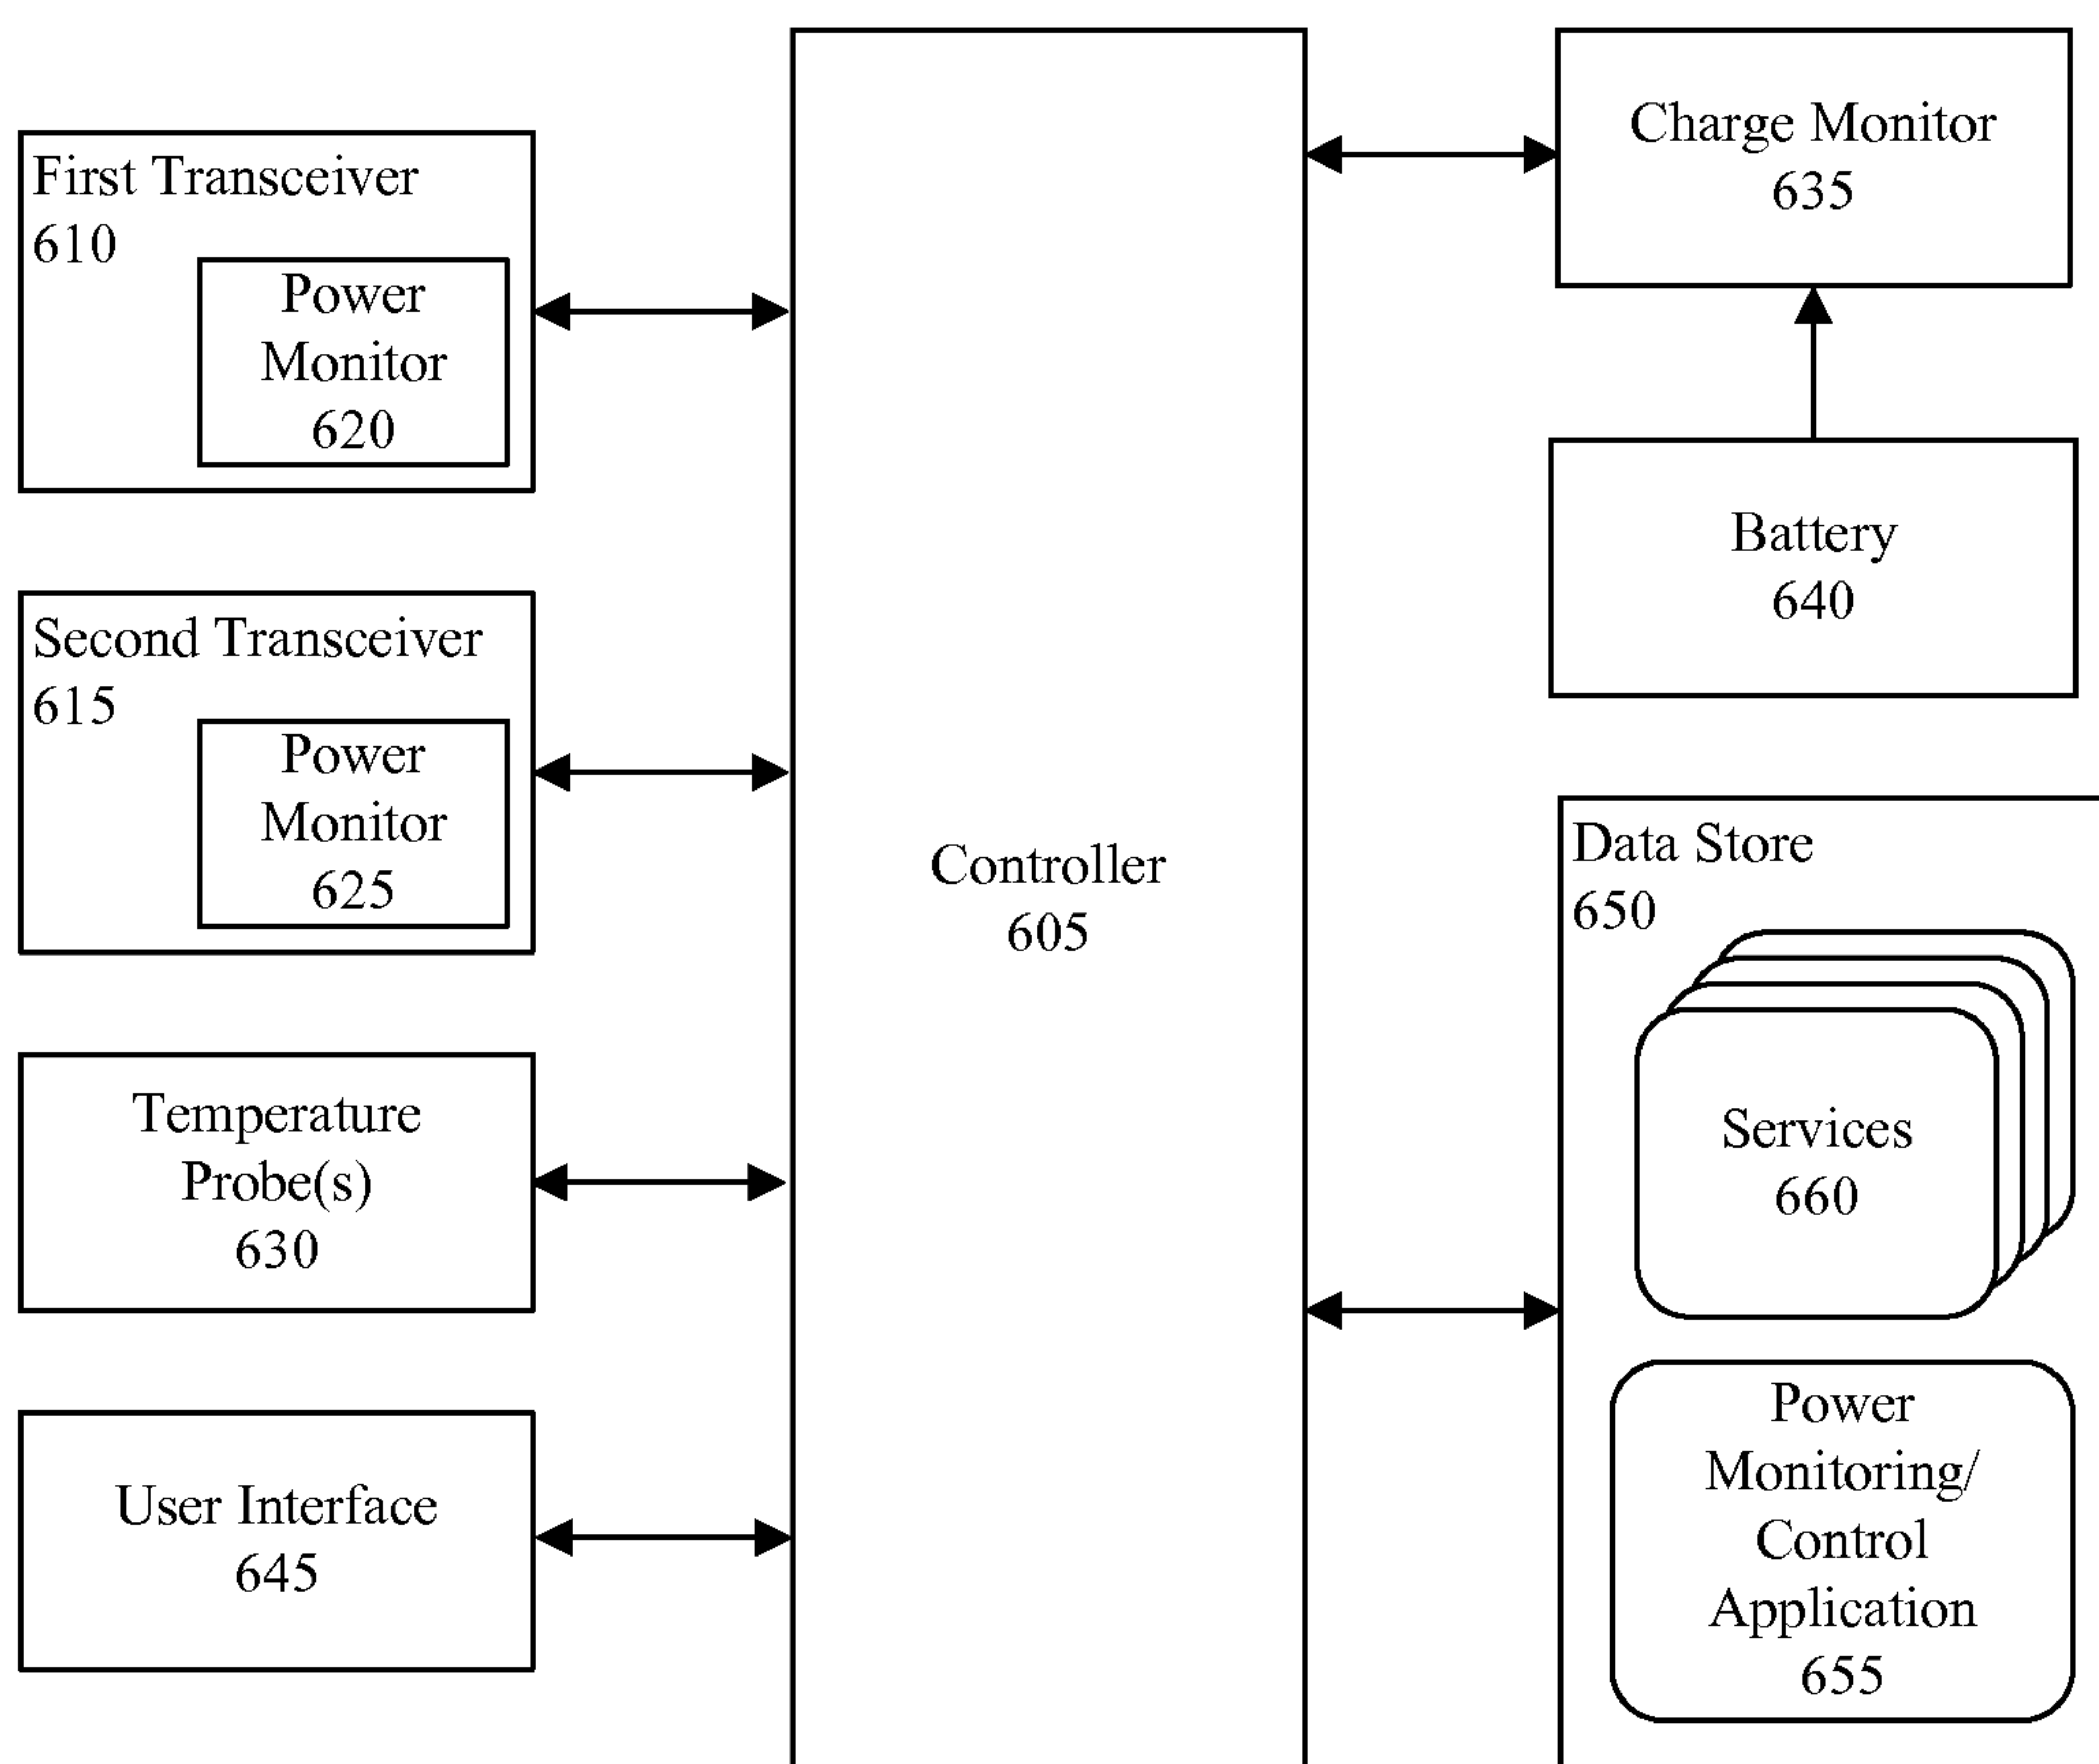 First Transceiver
610
Power
Monitor
620
Second Transceiver
615
Power
Monitor
625
Temperature
Probe(s)
630
User Interface
645
Controller
605
Charge Monitor
635
Battery
640
Data Store
650
Services
660
Power
Monitoring/
Control
Application
655